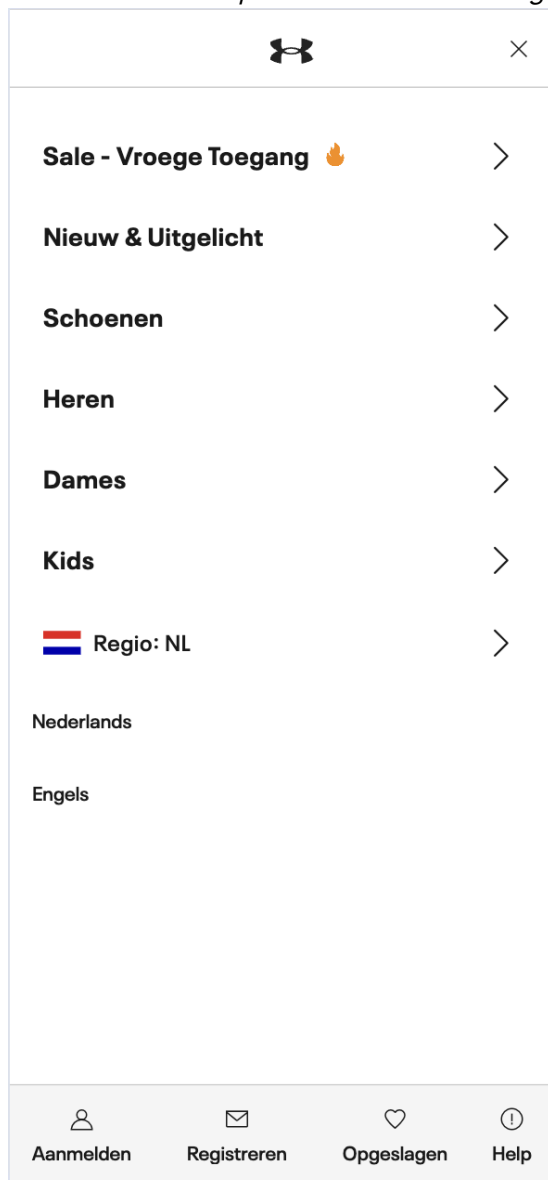 Sale - Vroege Toegang 🔥
Nieuw & Uitgelicht
Schoenen
Heren
Dames
Kids
Regio: NL
Nederlands
Engels
Aanmelden Registreren Opgeslagen Help